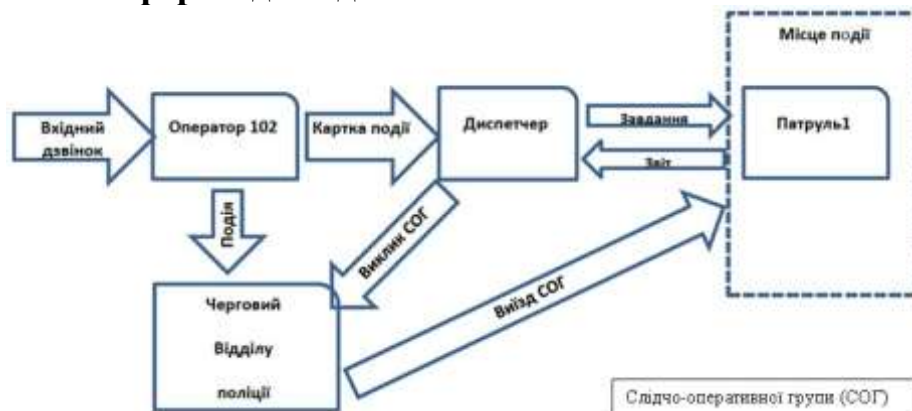 Місце події
Вхідний
дзвінок
Оператор 102
Картка події
Диспетчер
Завдання
Звіт
Патруль1
Подія
Виклик СОГ
Виїзд СОГ
Черговий
Відділу
поліції
Слідчо-оперативної групи (СОГ)